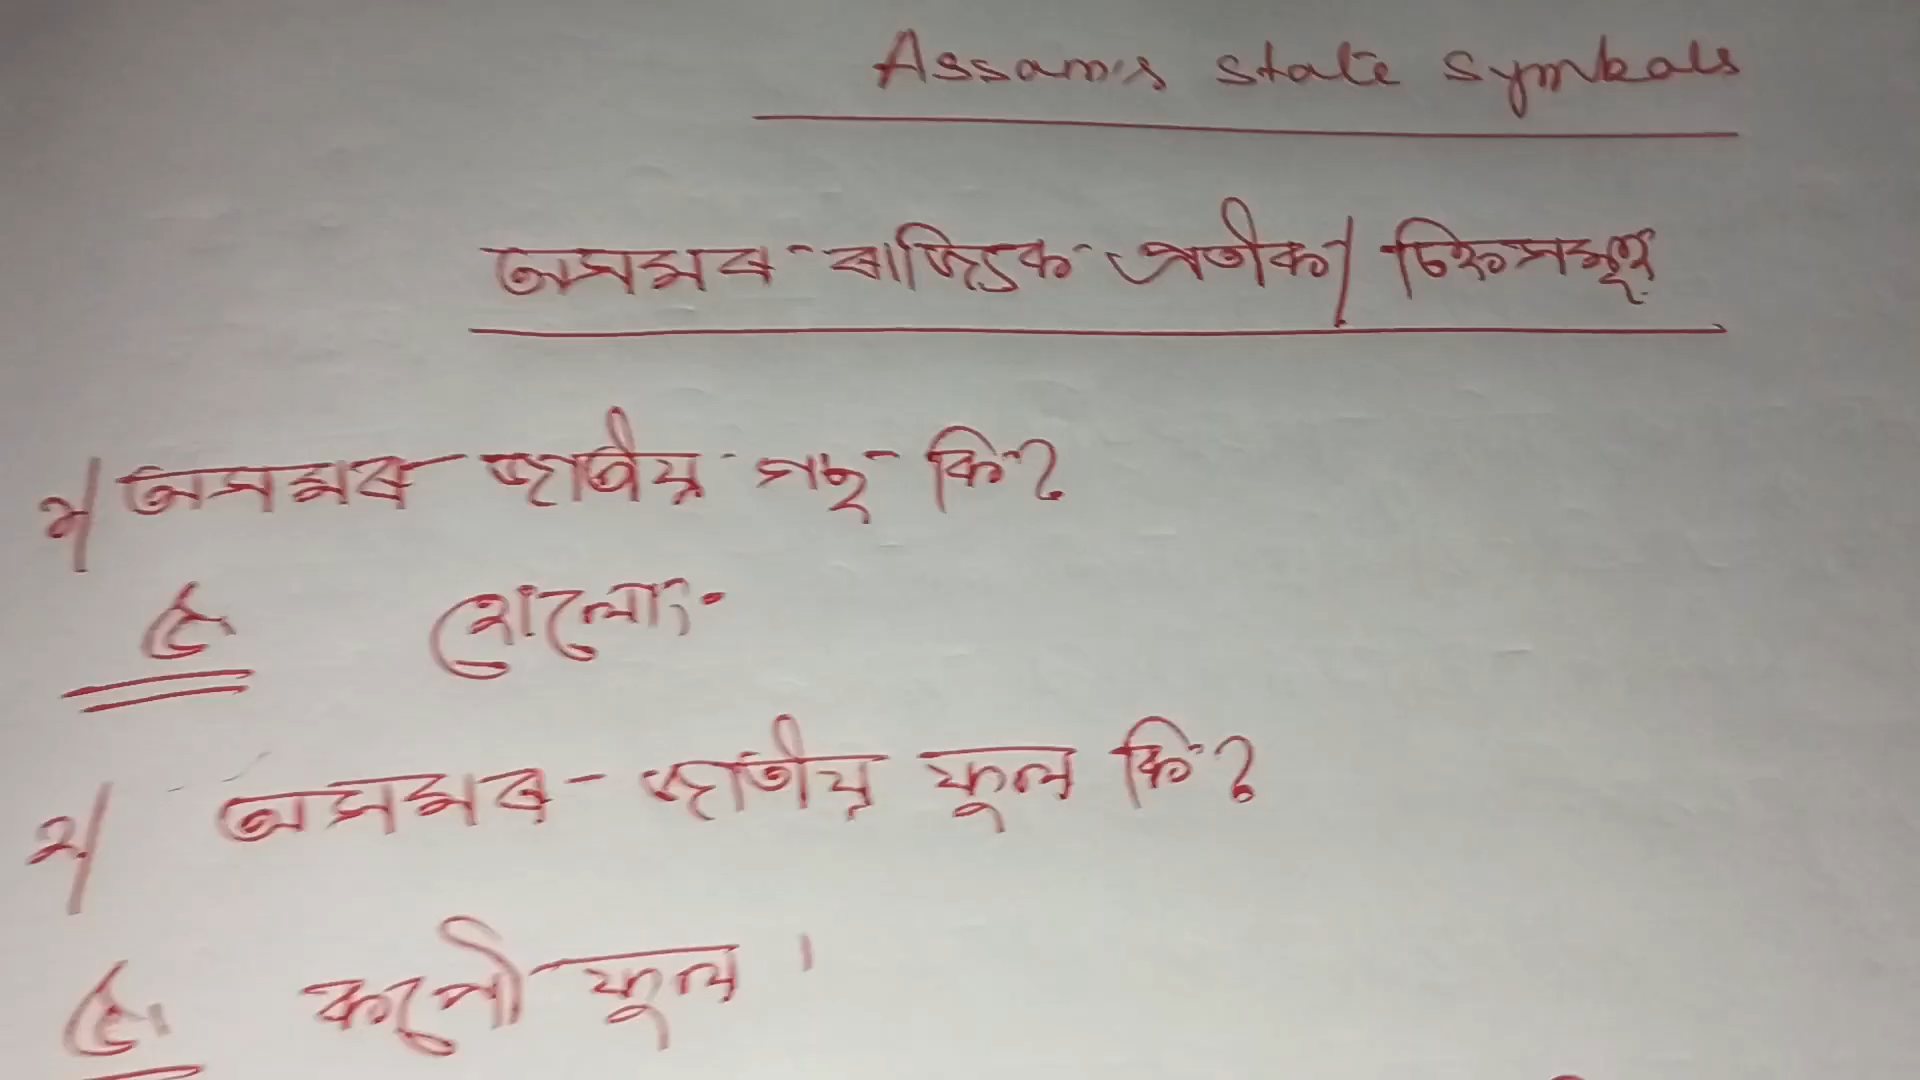 Assam's state symbols
অসমৰ ৰাজ্যিক প্ৰতীক/ চিহ্নসমূহ
১/ অসমৰ জাতীয় গছ কি?
উঃ হোলোং
২/ অসমৰ জাতীয় ফুল কি?
উঃ কপৌ ফুল ।